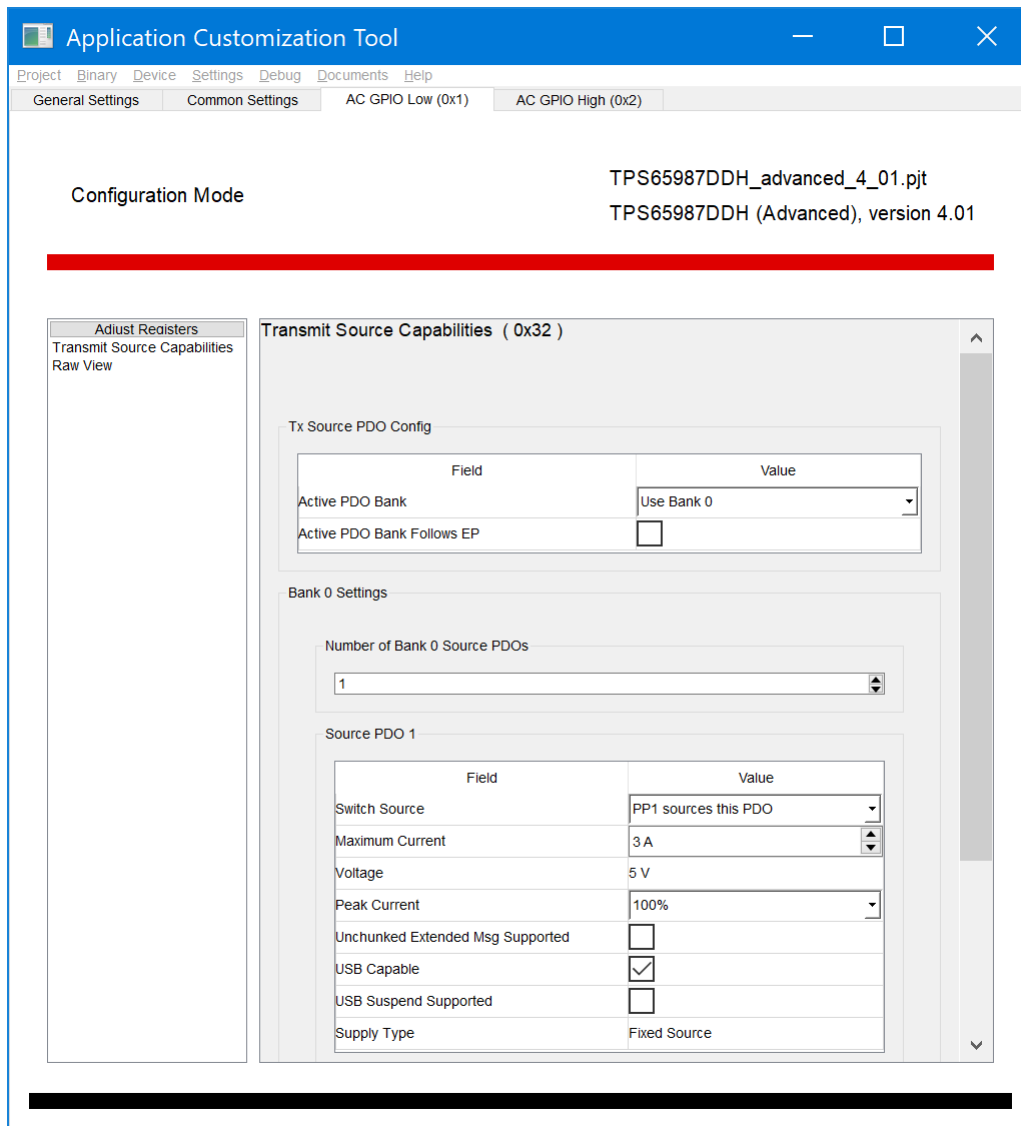 Application Customization Tool
Project Binary Device Settings Debug Documents Help
General Settings Common Settings AC GPIO Low (0x1) AC GPIO High (0x2)
Configuration Mode
TPS65987DDH_advanced_4_01.pjt
TPS65987DDH (Advanced), version 4.01
Adjust Registers
Transmit Source Capabilities
Raw View
Transmit Source Capabilities ( 0x32 )
Tx Source PDO Config
Field Value
Active PDO Bank Use Bank 0
Active PDO Bank Follows EP
Bank 0 Settings
Number of Bank 0 Source PDOs
1
Source PDO 1
Field Value
Switch Source PP1 sources this PDO
Maximum Current 3 A
Voltage 5 V
Peak Current 100%
Unchunked Extended Msg Supported
USB Capable
USB Suspend Supported
Supply Type Fixed Source